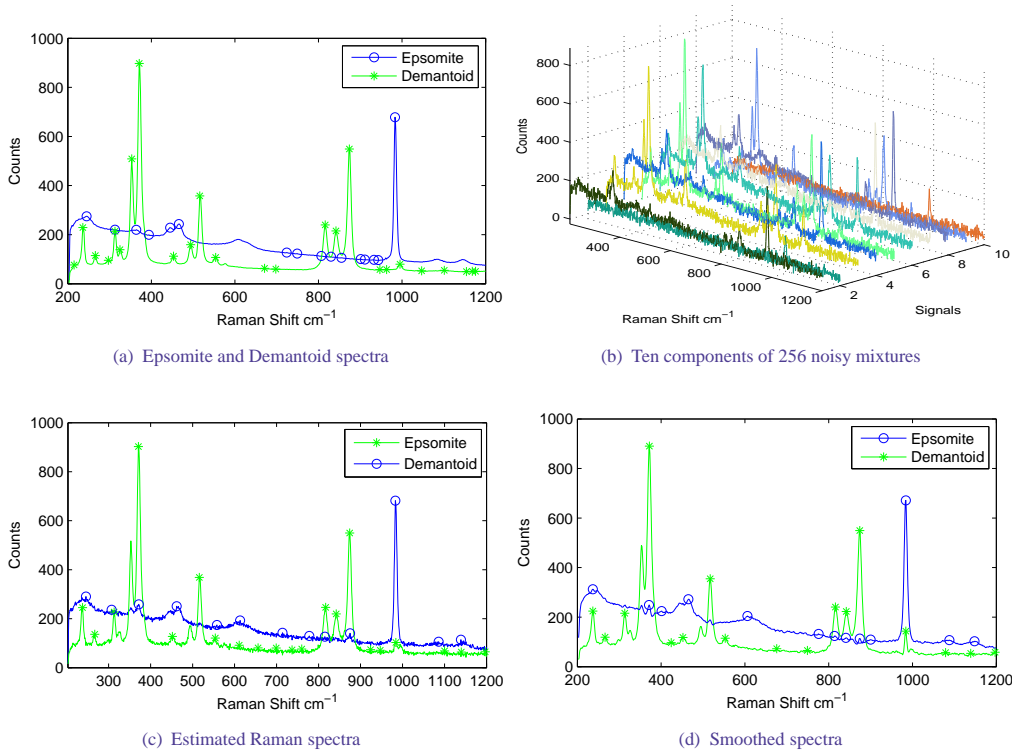 1000
800
600
400
200
0
Counts
200 400 600 800 1000 1200
Raman Shift cm−1
Epsomite
Demantoid
(a) Epsomite and Demantoid spectra
800
600
400
200
0
Counts
400
600
800
1000
1200
Raman Shift cm−1
2
4
6
8
10
Signals
(b) Ten components of 256 noisy mixtures
1000
800
600
400
200
0
Counts
300 400 500 600 700 800 900 1000 1100 1200
Raman Shift cm−1
Epsomite
Demantoid
(c) Estimated Raman spectra
1000
800
600
400
200
0
Counts
200 400 600 800 1000 1200
Raman Shift cm−1
Epsomite
Demantoid
(d) Smoothed spectra